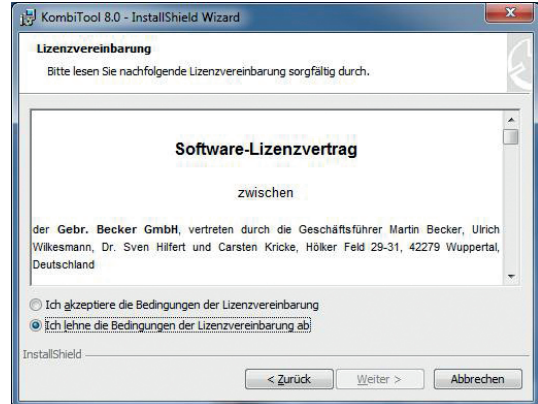 KombiTool 8.0 - InstallShield Wizard
Lizenzvereinbarung
Bitte lesen Sie nachfolgende Lizenzvereinbarung sorgfältig durch.
Software-Lizenzvertrag
zwischen
der Gebr. Becker GmbH, vertreten durch die Geschäftsführer Martin Becker, Ulrich
Wilkesmann, Dr. Sven Hilfert und Carsten Kricke, Hölker Feld 29-31, 42279 Wuppertal,
Deutschland
Ich akzeptiere die Bedingungen der Lizenzvereinbarung
Ich lehne die Bedingungen der Lizenzvereinbarung ab
InstallShield
< Zurück Weiter > Abbrechen